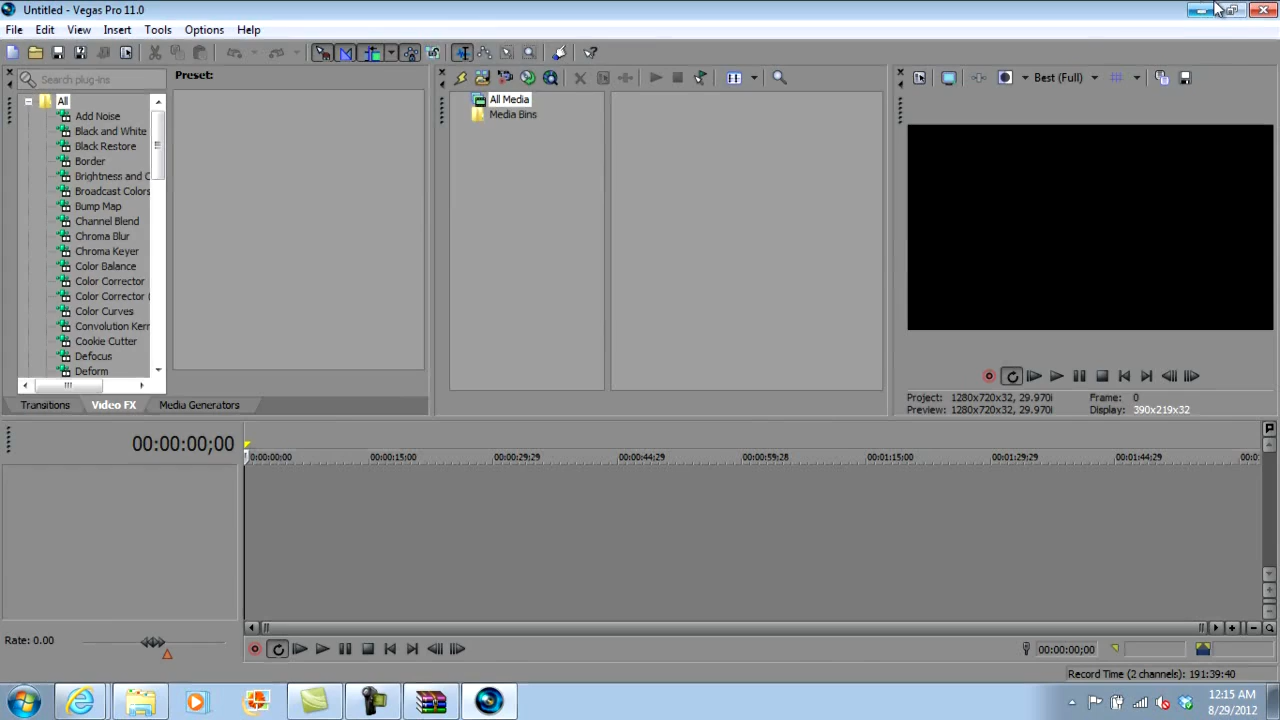 Untitled - Vegas Pro 11.0
File Edit View Insert Tools Options Help
Search plug-ins
Preset:
All
Add Noise
Black and White
Black Restore
Border
Brightness and C
Broadcast Colors
Bump Map
Channel Blend
Chroma Blur
Chroma Keyer
Color Balance
Color Corrector
Color Corrector (
Color Curves
Convolution Kern
Cookie Cutter
Defocus
Deform
Transitions Video FX Media Generators
All Media
Media Bins
Best (Full)
Project: 1280x720x32, 29.970i Frame: 0
Preview: 1280x720x32, 29.970i Display: 390x219x32
00:00:00;00
0:00:00:00 00:00:15;00 00:00:29;29 00:00:44;29 00:00:59;28 00:01:15;00 00:01:29;29 00:01:44;29 00:0
Rate: 0.00
00:00:00;00
Record Time (2 channels): 191:39:40
12:15 AM
8/29/2012